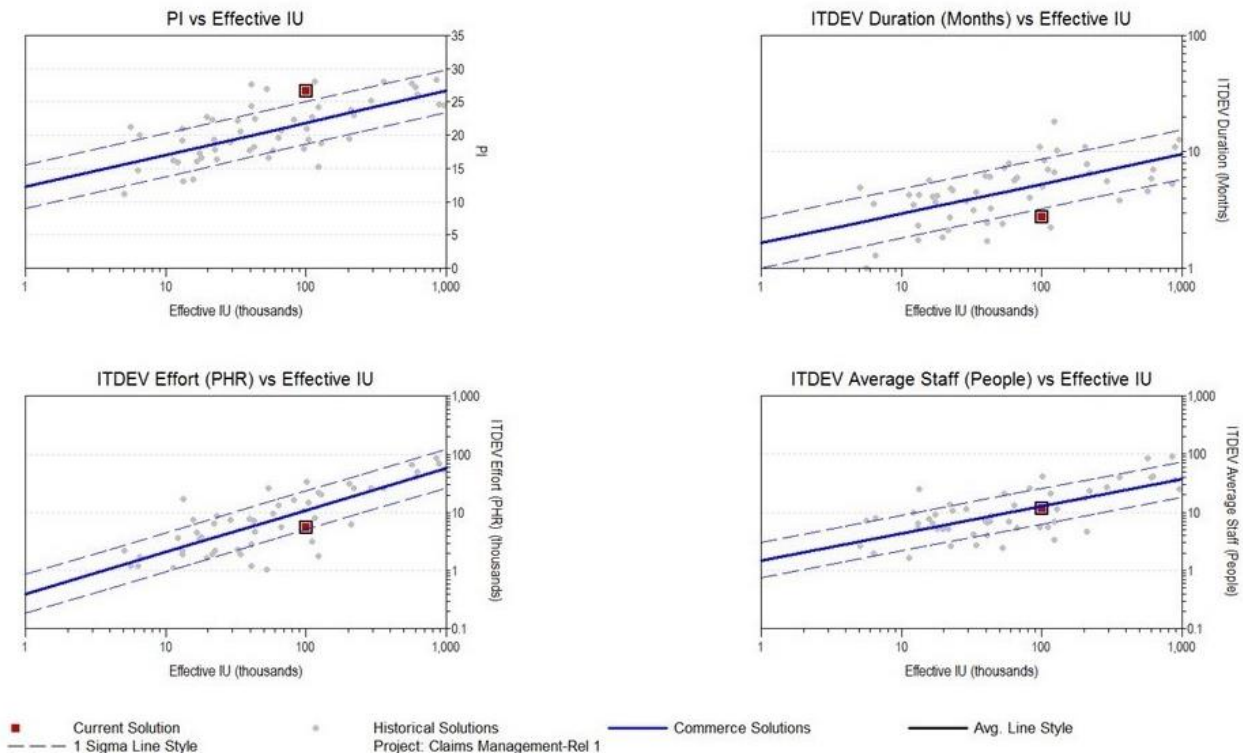 PI vs Effective IU
35
30
25
20
15
10
5
0
PI
1 10 100 1,000
Effective IU (thousands)
ITDEV Duration (Months) vs Effective IU
100
10
1
ITDEV Duration (Months)
1 10 100 1,000
Effective IU (thousands)
ITDEV Effort (PHR) vs Effective IU
1,000
100
10
1
0.1
ITDEV Effort (PHR) (thousands)
1 10 100 1,000
Effective IU (thousands)
ITDEV Average Staff (People) vs Effective IU
1,000
100
10
1
0.1
ITDEV Average Staff (People)
1 10 100 1,000
Effective IU (thousands)
Current Solution Historical Solutions Commerce Solutions Avg. Line Style
1 Sigma Line Style Project: Claims Management-Rel 1